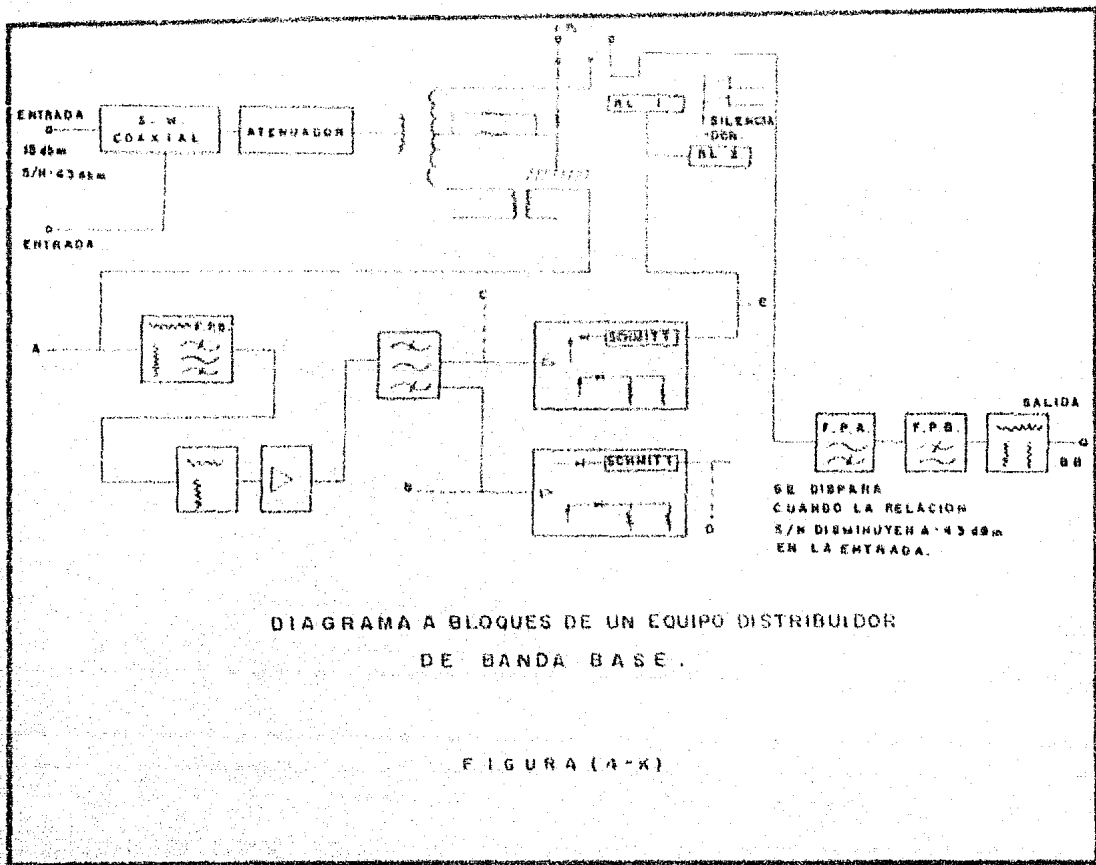 ENTRADA
15 dbm
S/N-43 dbm
S. W.
COAXIAL
ATENUADOR
ENTRADA
RL 1
SILENCIA
DOR.
RL 2
A
F.P.B.
C
SCHMITT
C
B
SCHMITT
D
F.P.A.
F.P.B.
SALIDA
BB
SE DISPARA
CUANDO LA RELACION
S/N DISMINUYEN A-43 dBm
EN LA ENTRADA.
DIAGRAMA A BLOQUES DE UN EQUIPO DISTRIBUIDOR
DE BANDA BASE.
FIGURA (4-K)